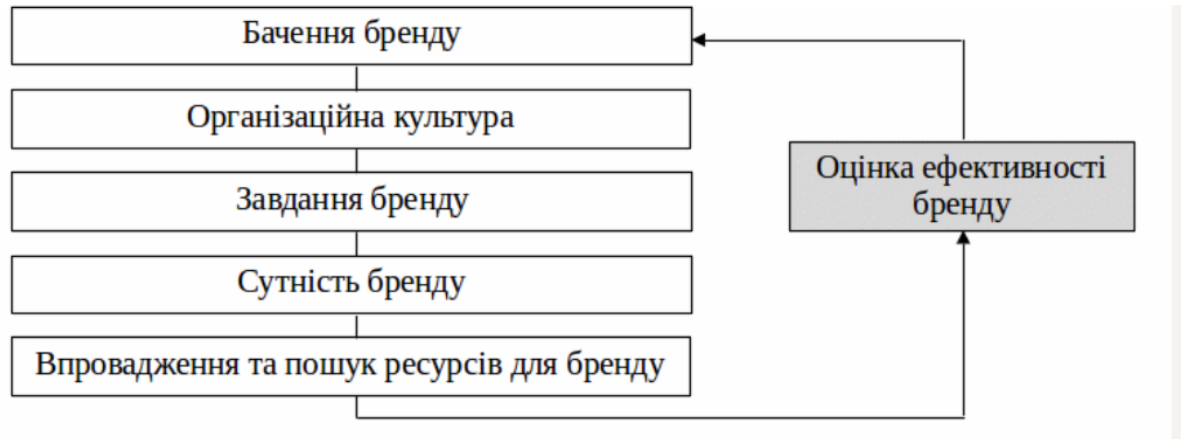 Бачення бренду
Організаційна культура
Завдання бренду
Сутність бренду
Впровадження та пошук ресурсів для бренду
Оцінка ефективності
бренду